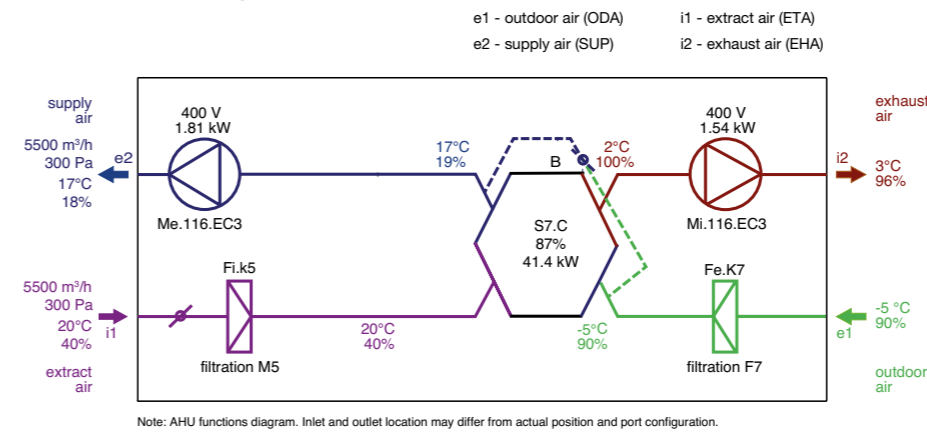 e1 - outdoor air (ODA)
i1 - extract air (ETA)
e2 - supply air (SUP)
i2 - exhaust air (EHA)
supply
air
5500 m³/h
300 Pa
17°C
18%
e2
400 V
1.81 kW
Me.116.EC3
17°C
19%
B
2°C
100%
400 V
1.54 kW
Mi.116.EC3
exhaust
air
i2
3°C
96%
S7.C
87%
41.4 kW
5500 m³/h
300 Pa
20°C
40%
i1
extract
air
Fi.k5
filtration M5
20°C
40%
-5°C
90%
Fe.K7
filtration F7
e1
-5 °C
90%
outdoor
air
Note: AHU functions diagram. Inlet and outlet location may differ from actual position and port configuration.